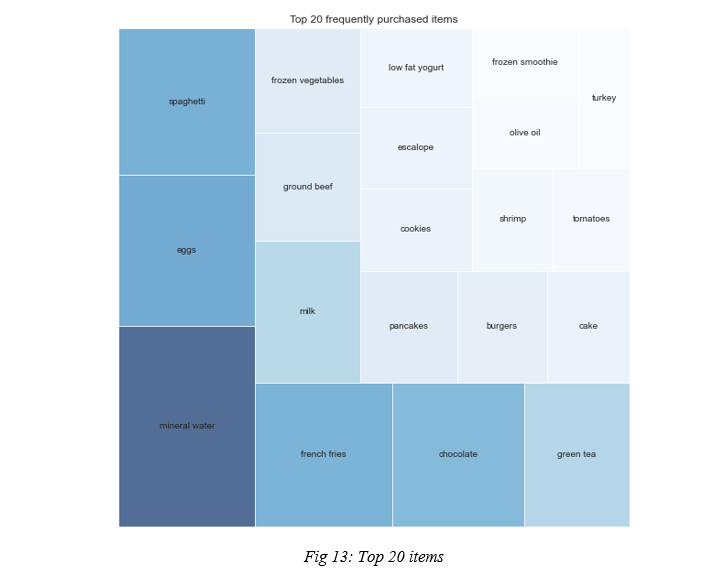 Top 20 frequently purchased items
spaghetti
eggs
mineral water
frozen vegetables
ground beef
milk
low fat yogurt
escalope
cookies
frozen smoothie
olive oil
turkey
shrimp
tomatoes
pancakes
burgers
cake
french fries
chocolate
green tea
Fig 13: Top 20 items